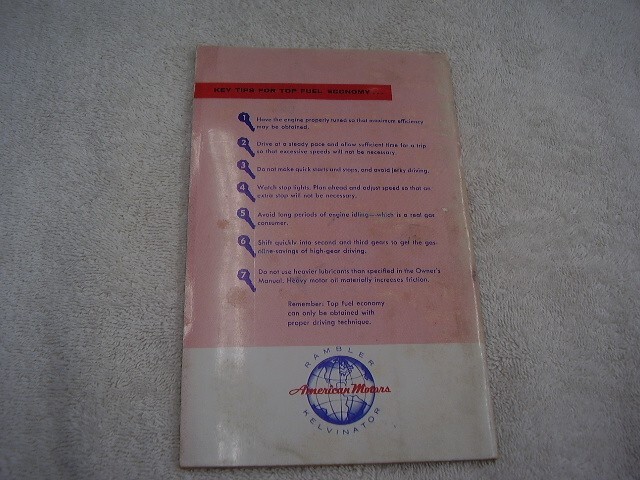 KEY TIPS FOR TOP FUEL ECONOMY...
1 Have the engine properly tuned so that maximum efficiency
may be obtained.
2 Drive at a steady pace and allow sufficient time for a trip
so that excessive speeds will not be necessary.
3 Do not make quick starts and stops, and avoid jerky driving.
4 Watch stop lights. Plan ahead and adjust speed so that an
extra stop will not be necessary.
5 Avoid long periods of engine idling—which is a real gas
consumer.
6 Shift quickly into second and third gears to get the gas-
oline-savings of high-gear driving.
7 Do not use heavier lubricants than specified in the Owner's
Manual. Heavy motor oil materially increases friction.
Remember: Top fuel economy
can only be obtained with
proper driving technique.
RAMBLER
American Motors
KELVINATOR